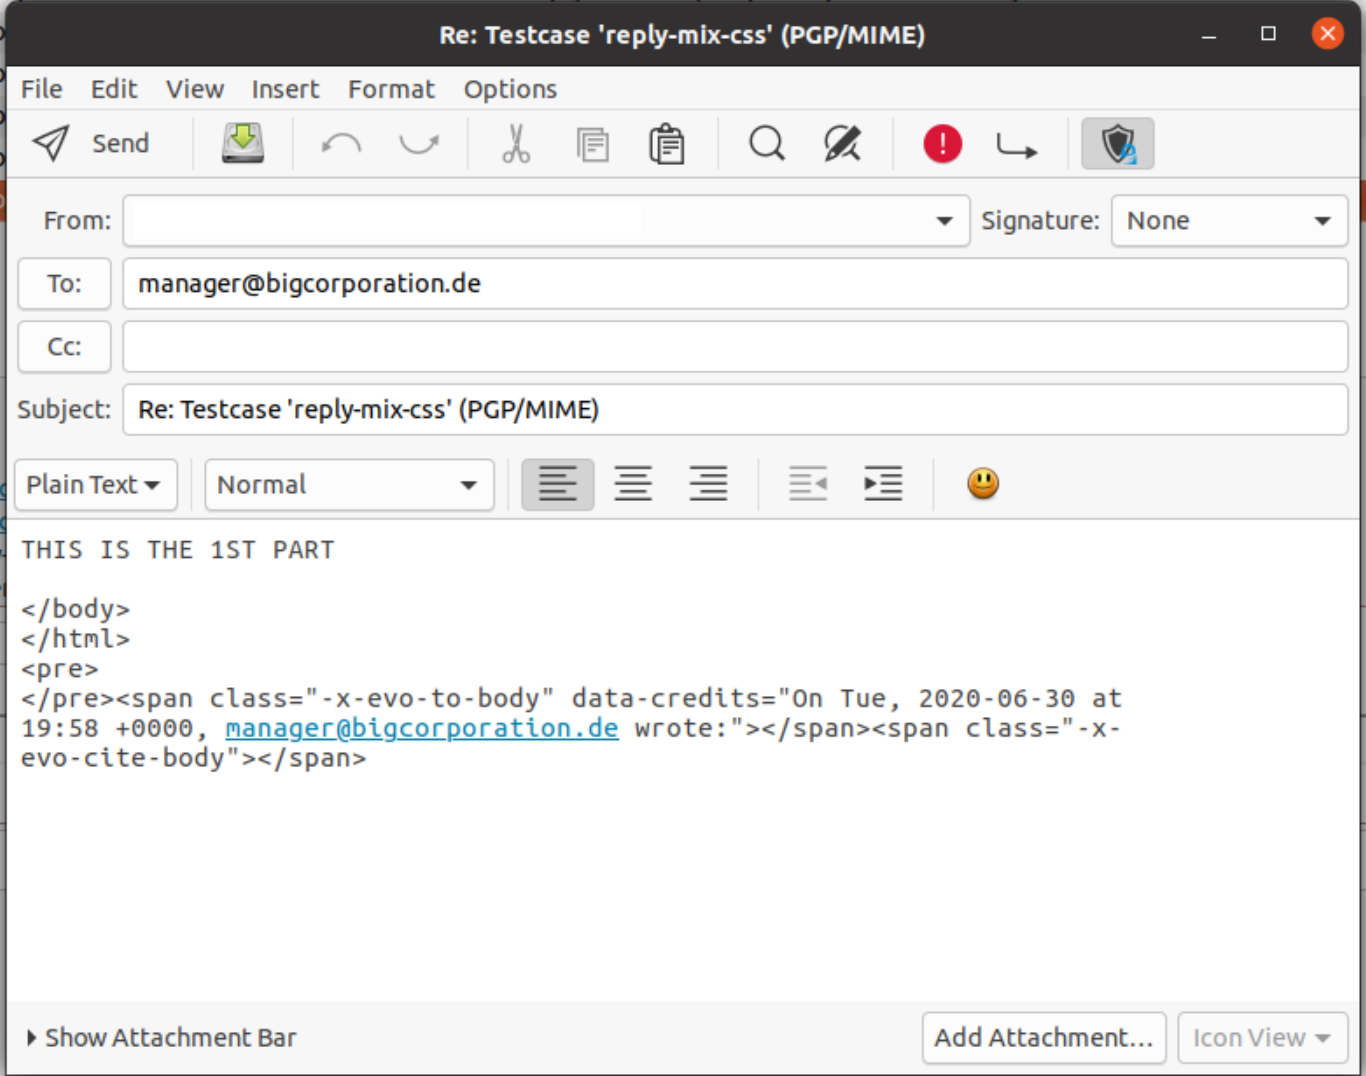 Re: Testcase 'reply-mix-css' (PGP/MIME)
File Edit View Insert Format Options
Send
From:
Signature: None
To: manager@bigcorporation.de
Cc:
Subject: Re: Testcase 'reply-mix-css' (PGP/MIME)
Plain Text Normal
THIS IS THE 1ST PART
</body>
</html>
<pre>
</pre><span class="-x-evo-to-body" data-credits="On Tue, 2020-06-30 at
19:58 +0000, manager@bigcorporation.de wrote:"></span><span class="-x-
evo-cite-body"></span>
Show Attachment Bar Add Attachment... Icon View